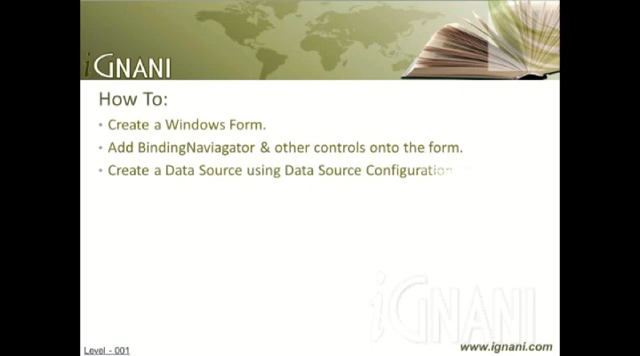 iGNANI
How To:
• Create a Windows Form.
• Add BindingNaviagator & other controls onto the form.
• Create a Data Source using Data Source Configuration
iGNANI
Level - 001
www.ignani.com